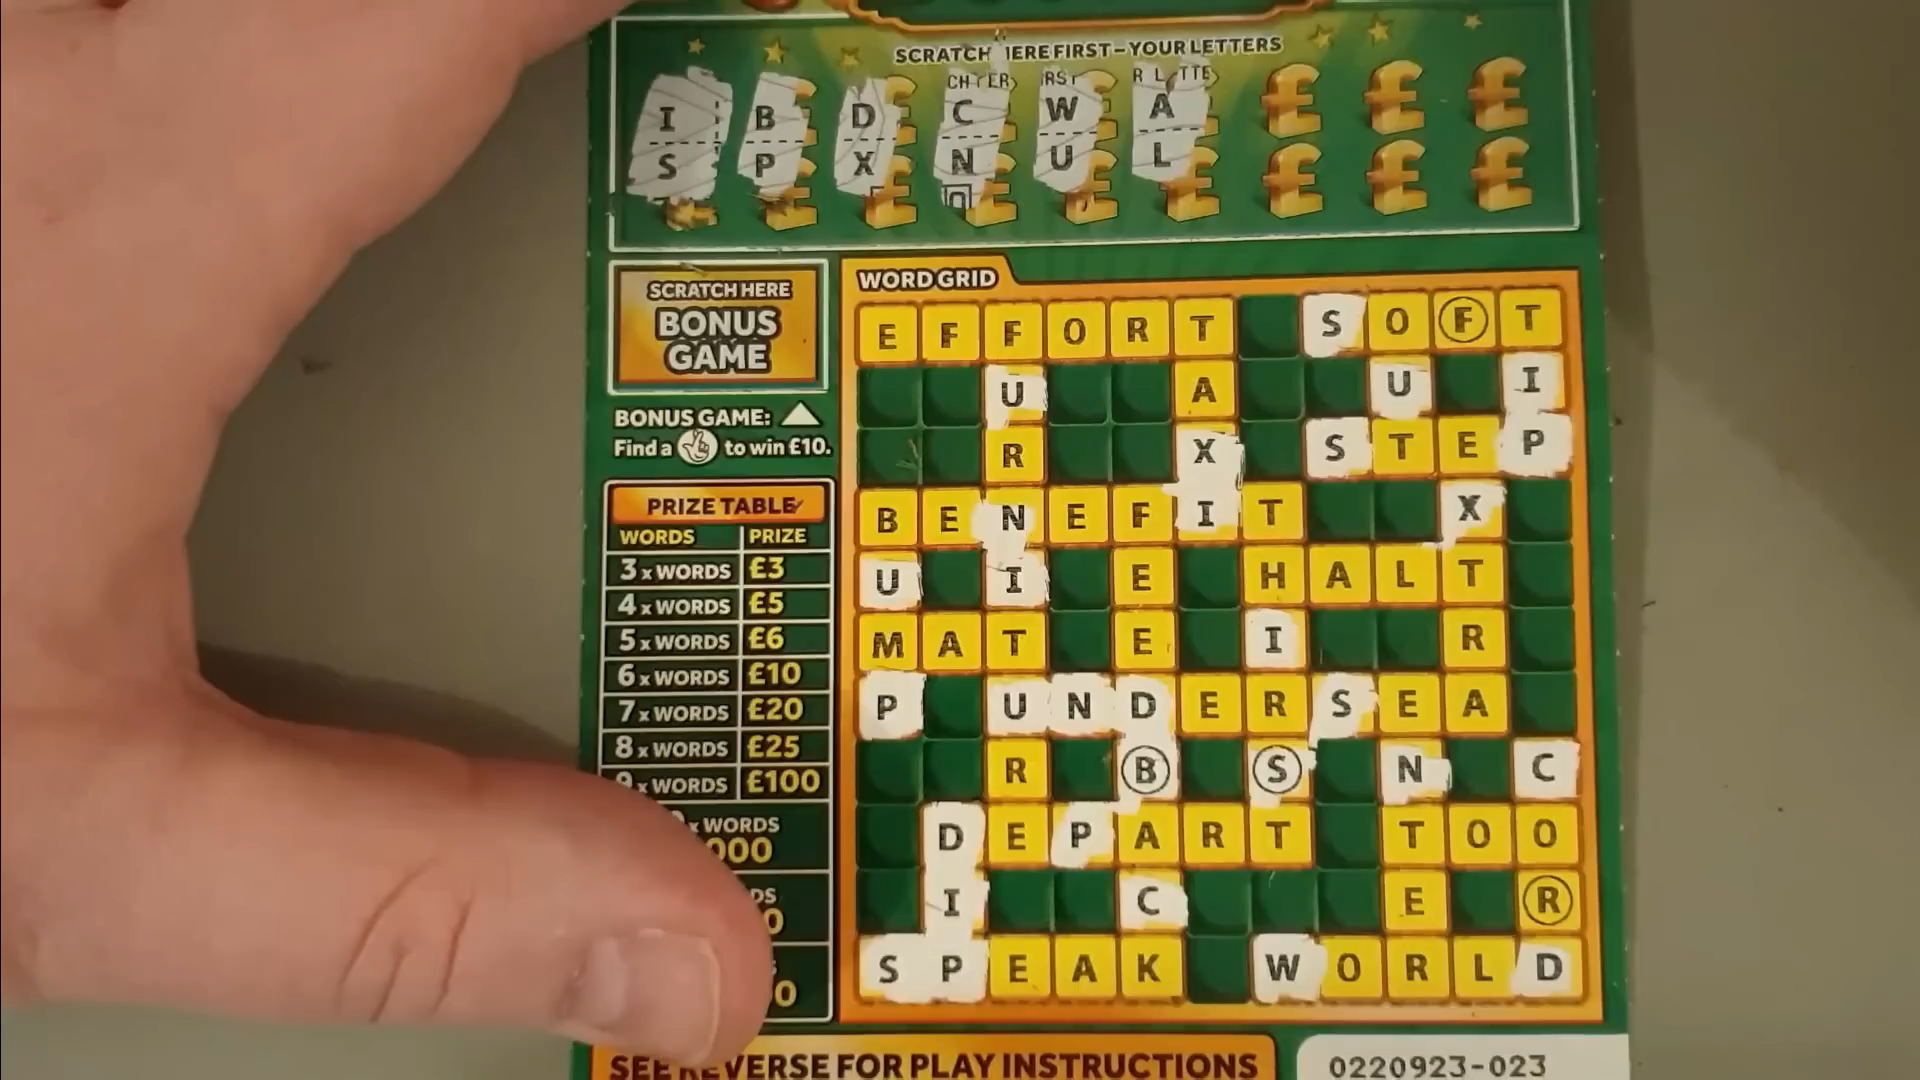 SCRATCH HERE FIRST – YOUR LETTERS
I B D C W A
S P X N U L
SCRATCH HERE
BONUS
GAME
BONUS GAME:
Find a to win £10.
PRIZE TABLE
WORDS PRIZE
3 x WORDS £3
4 x WORDS £5
5 x WORDS £6
6 x WORDS £10
7 x WORDS £20
8 x WORDS £25
9 x WORDS £100
x WORDS
WORD GRID
E F F O R T S O F T
U A U I
R X S T E P
B E N E F I T X
U I E H A L T
M A T E I R
P U N D E R S E A
R B S N C
D E P A R T T O O
I C E R
S P E A K W O R L D
SEE REVERSE FOR PLAY INSTRUCTIONS
0220923-023